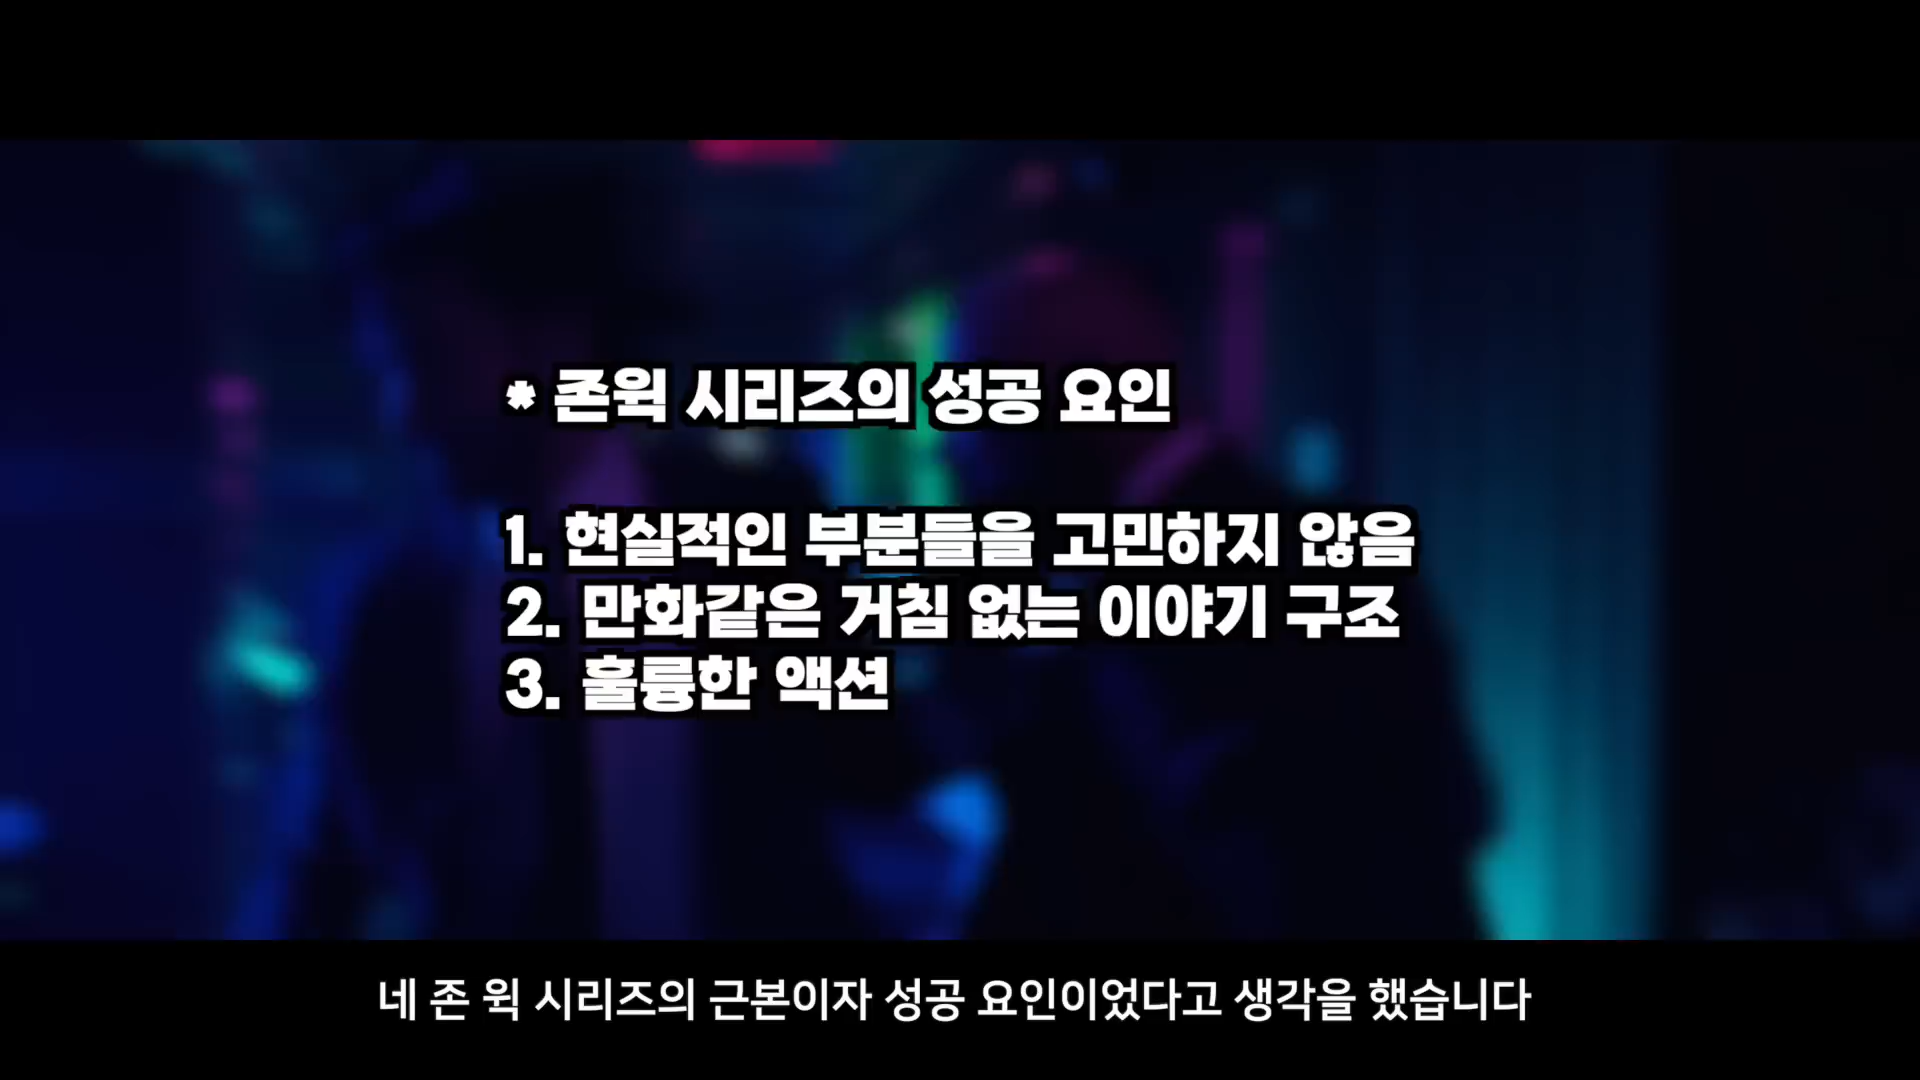 * 존윅 시리즈의 성공 요인
1. 현실적인 부분들을 고민하지 않음
2. 만화같은 거침 없는 이야기 구조
3. 훌륭한 액션
네 존 윅 시리즈의 근본이자 성공 요인이었다고 생각을 했습니다